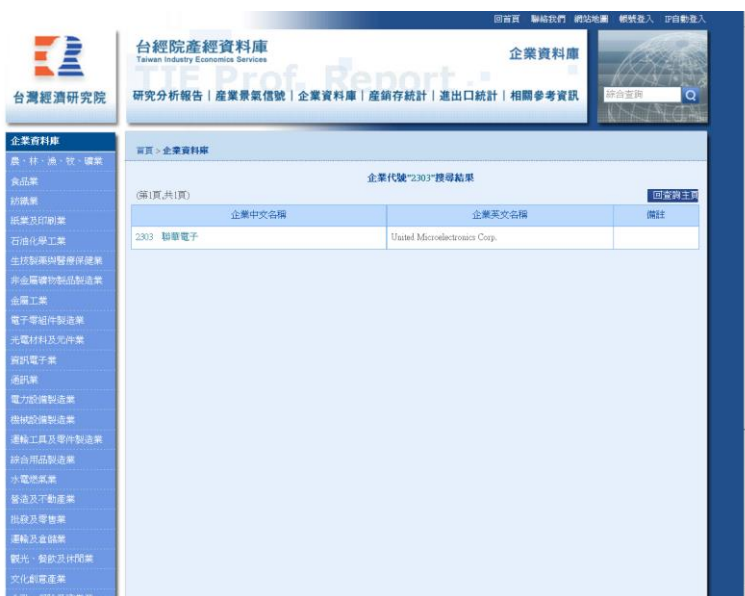 回首頁 聯絡我們 網站地圖 帳號登入 IP自動登入
台灣經濟研究院
台經院產經資料庫
Taiwan Industry Economics Services
企業資料庫
TIE Prof. Report
研究分析報告 | 產業景氣信號 | 企業資料庫 | 產銷存統計 | 進出口統計 | 相關參考資訊
綜合查詢
企業資料庫
農、林、漁、牧、礦業
食品業
紡織業
紙業及印刷業
石油化學工業
生技製藥與醫療保健業
非金屬礦物製品製造業
金屬工業
電子零組件製造業
光電材料及元件業
資訊電子業
通訊業
電力設備製造業
機械設備製造業
運輸工具及零件製造業
綜合用品製造業
水電燃氣業
營造及不動產業
批發及零售業
運輸及倉儲業
觀光、餐飲及休閒業
文化創意產業
首頁 > 企業資料庫
企業代號"2303"搜尋結果
(第1頁,共1頁)
回查詢主頁
企業中文名稱 企業英文名稱 備註
2303 聯華電子 United Microelectronics Corp.